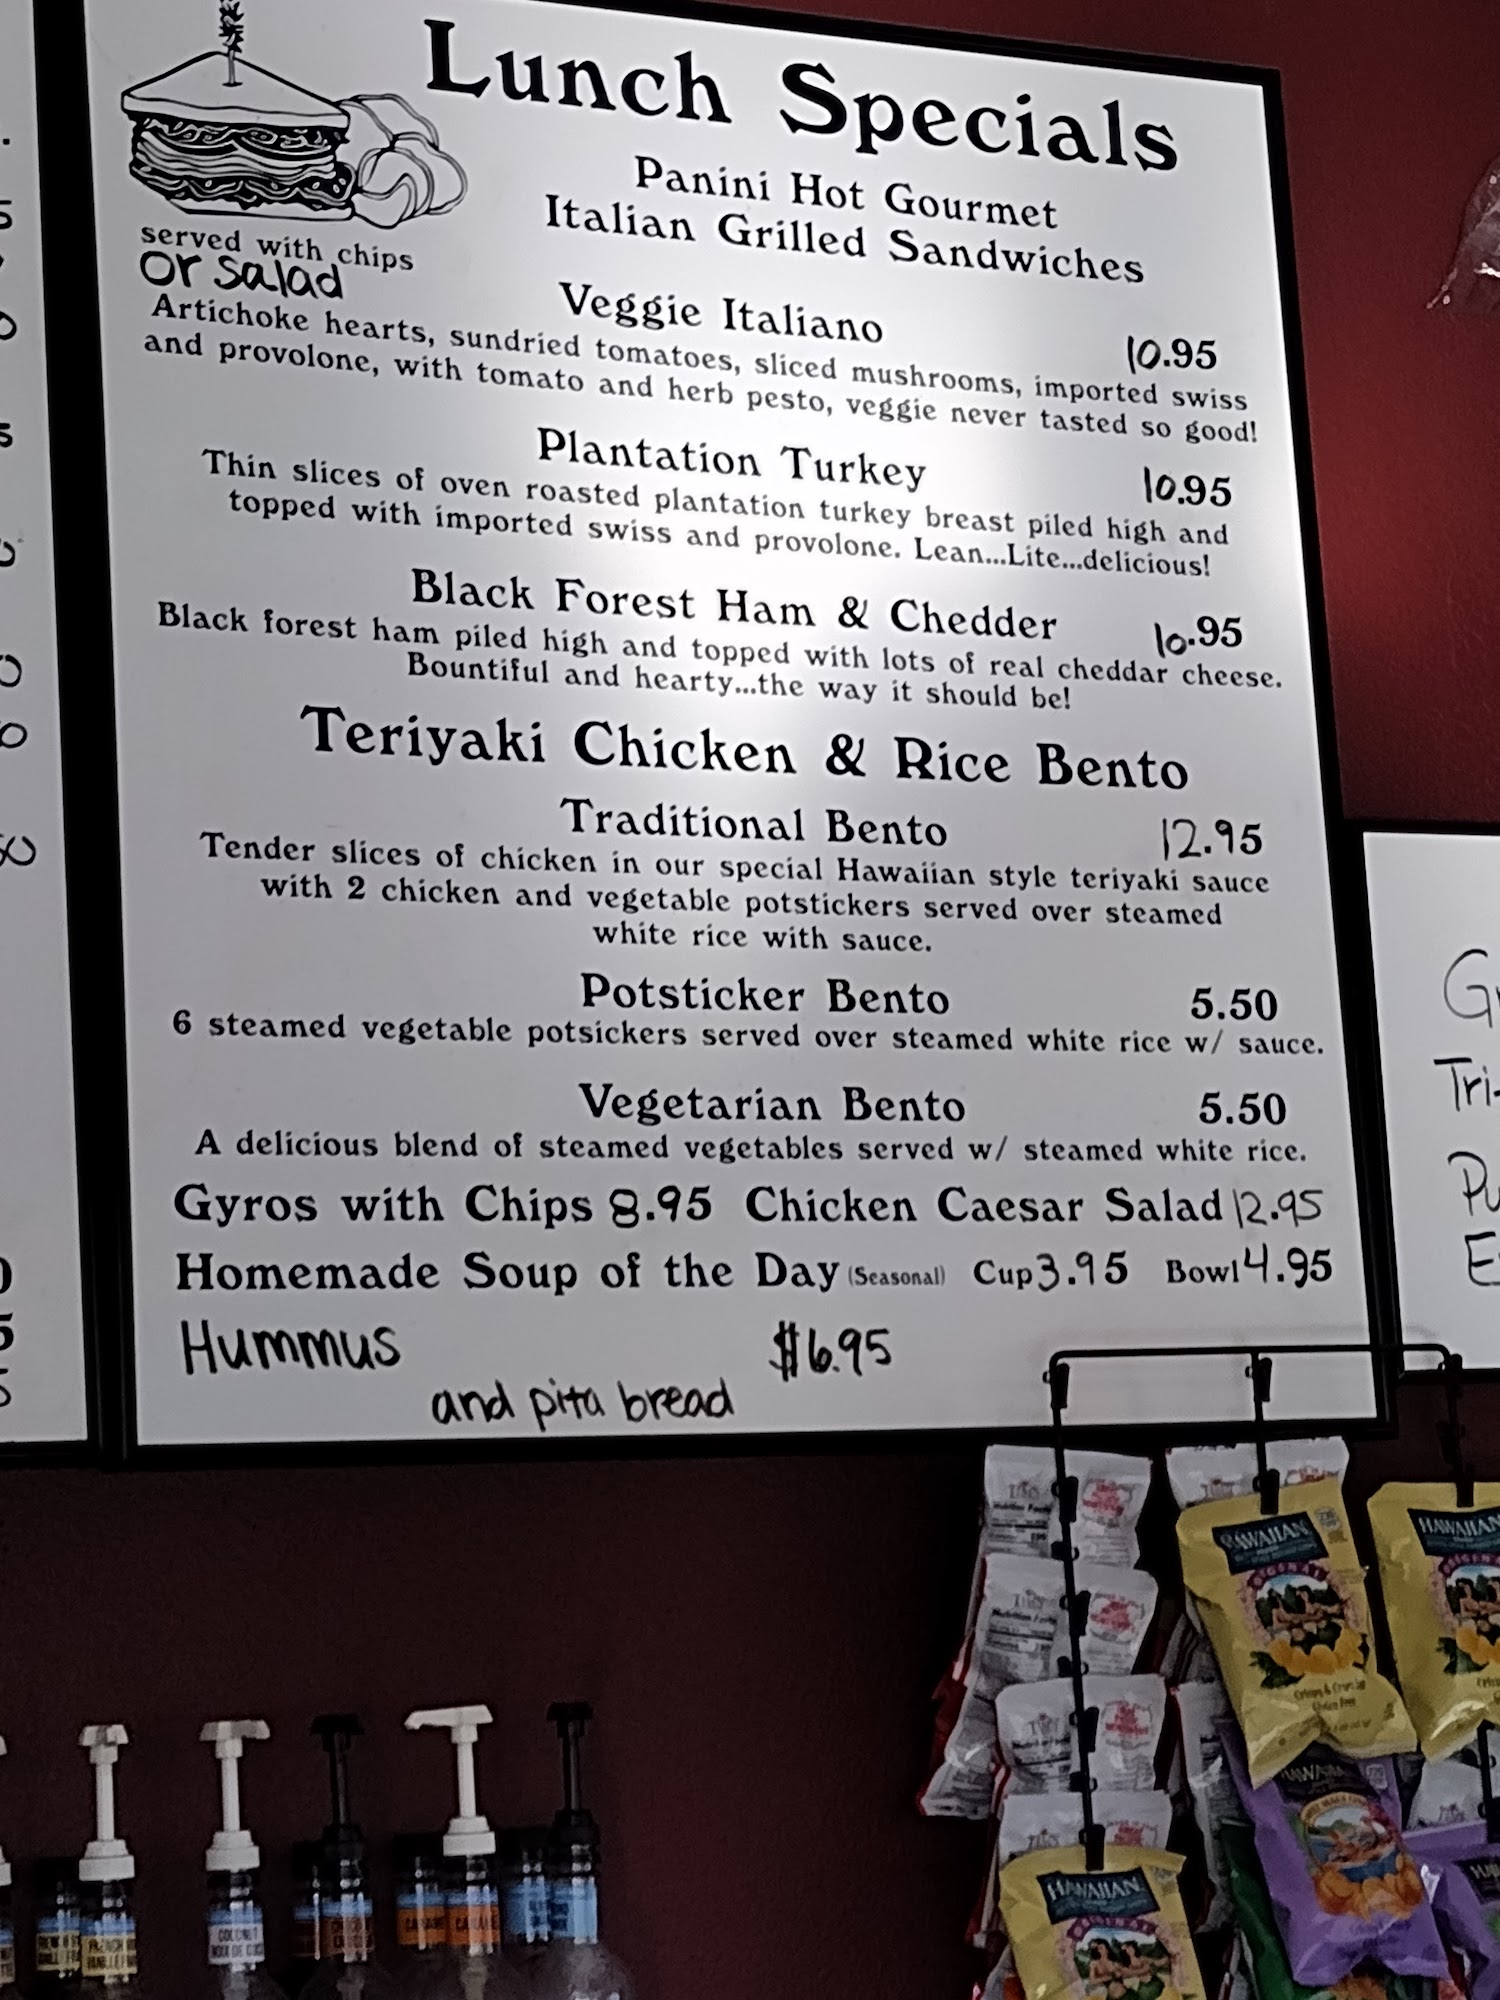 Lunch Specials
Panini Hot Gourmet
Italian Grilled Sandwiches
served with chips
or salad
Veggie Italiano 10.95
Artichoke hearts, sundried tomatoes, sliced mushrooms, imported swiss
and provolone, with tomato and herb pesto, veggie never tasted so good!
Plantation Turkey 10.95
Thin slices of oven roasted plantation turkey breast piled high and
topped with imported swiss and provolone. Lean...Lite...delicious!
Black Forest Ham & Chedder 10.95
Black forest ham piled high and topped with lots of real cheddar cheese.
Bountiful and hearty...the way it should be!
Teriyaki Chicken & Rice Bento
Traditional Bento 12.95
Tender slices of chicken in our special Hawaiian style teriyaki sauce
with 2 chicken and vegetable potstickers served over steamed
white rice with sauce.
Potsticker Bento 5.50
6 steamed vegetable potsickers served over steamed white rice w/ sauce.
Vegetarian Bento 5.50
A delicious blend of steamed vegetables served w/ steamed white rice.
Gyros with Chips 8.95 Chicken Caesar Salad 12.95
Homemade Soup of the Day (Seasonal) Cup 3.95 Bowl 4.95
Hummus $6.95
and pita bread
Tri-
HAWAIIAN
ORIGINAL
HAWAIIAN
HAWAIIAN
ORIGINAL
COCONUT